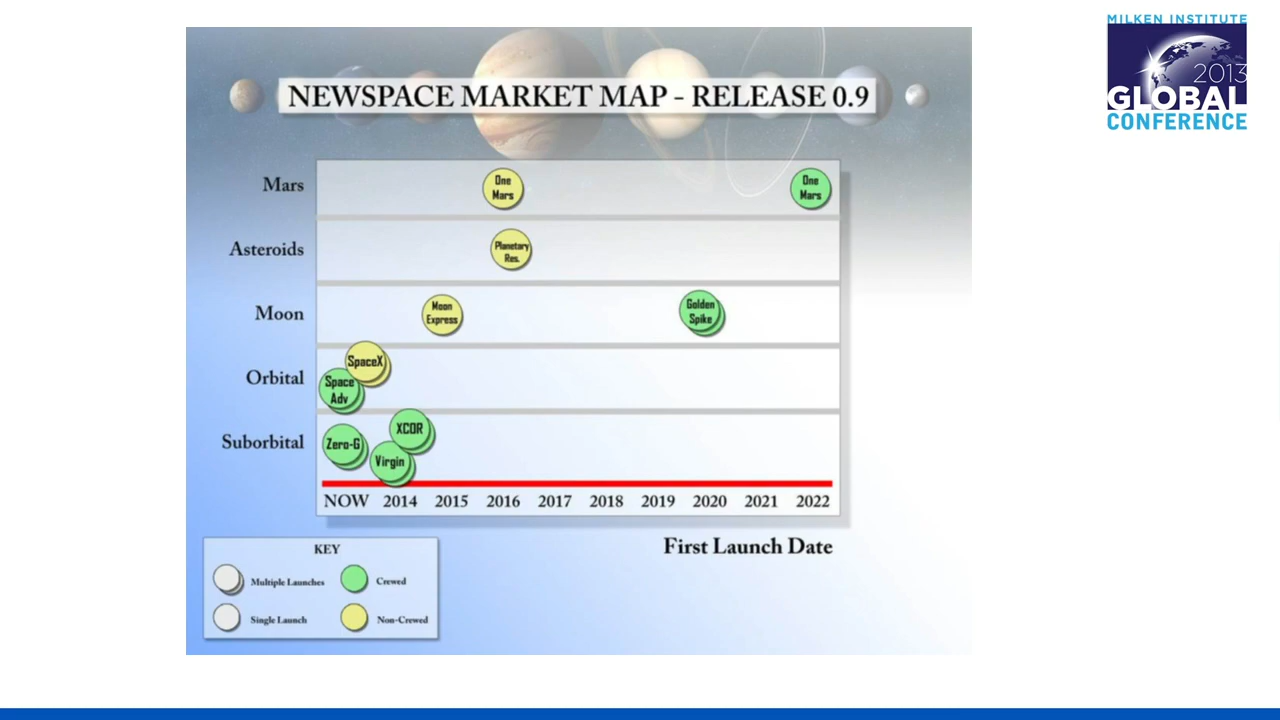 MILKEN INSTITUTE
2013
GLOBAL
CONFERENCE
NEWSPACE MARKET MAP - RELEASE 0.9
Mars
One
Mars
One
Mars
Asteroids
Planetary
Res.
Moon
Moon
Express
Golden
Spike
Orbital
SpaceX
Space
Adv
Suborbital
XCOR
Zero-G
Virgin
NOW 2014 2015 2016 2017 2018 2019 2020 2021 2022
First Launch Date
KEY
Multiple Launches
Crewed
Single Launch
Non-Crewed